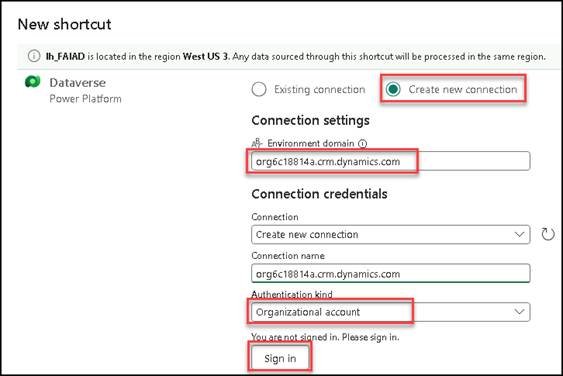 New shortcut
lh_FAIAD is located in the region West US 3. Any data sourced through this shortcut will be processed in the same region.
Dataverse
Power Platform
Existing connection
Create new connection
Connection settings
Environment domain
org6c18814a.crm.dynamics.com
Connection credentials
Connection
Create new connection
Connection name
org6c18814a.crm.dynamics.com
Authentication kind
Organizational account
You are not signed in. Please sign in.
Sign in